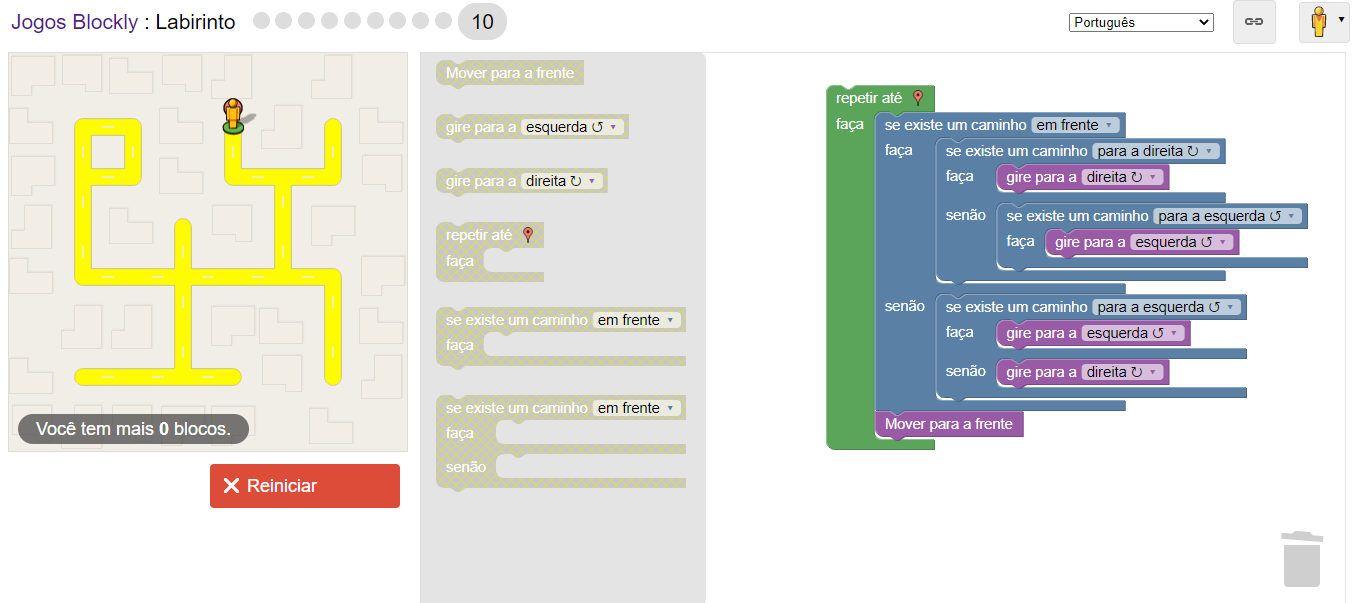 Jogos Blockly : Labirinto 10
Português
Mover para a frente
gire para a esquerda ↺ ▾
gire para a direita ↻ ▾
repetir até
faça
se existe um caminho em frente ▾
faça
se existe um caminho em frente ▾
faça
senão
Você tem mais 0 blocos.
Reiniciar
repetir até
faça se existe um caminho em frente ▾
faça se existe um caminho para a direita ↻ ▾
faça gire para a direita ↻ ▾
senão se existe um caminho para a esquerda ↺ ▾
faça gire para a esquerda ↺ ▾
senão se existe um caminho para a esquerda ↺ ▾
faça gire para a esquerda ↺ ▾
senão gire para a direita ↻ ▾
Mover para a frente